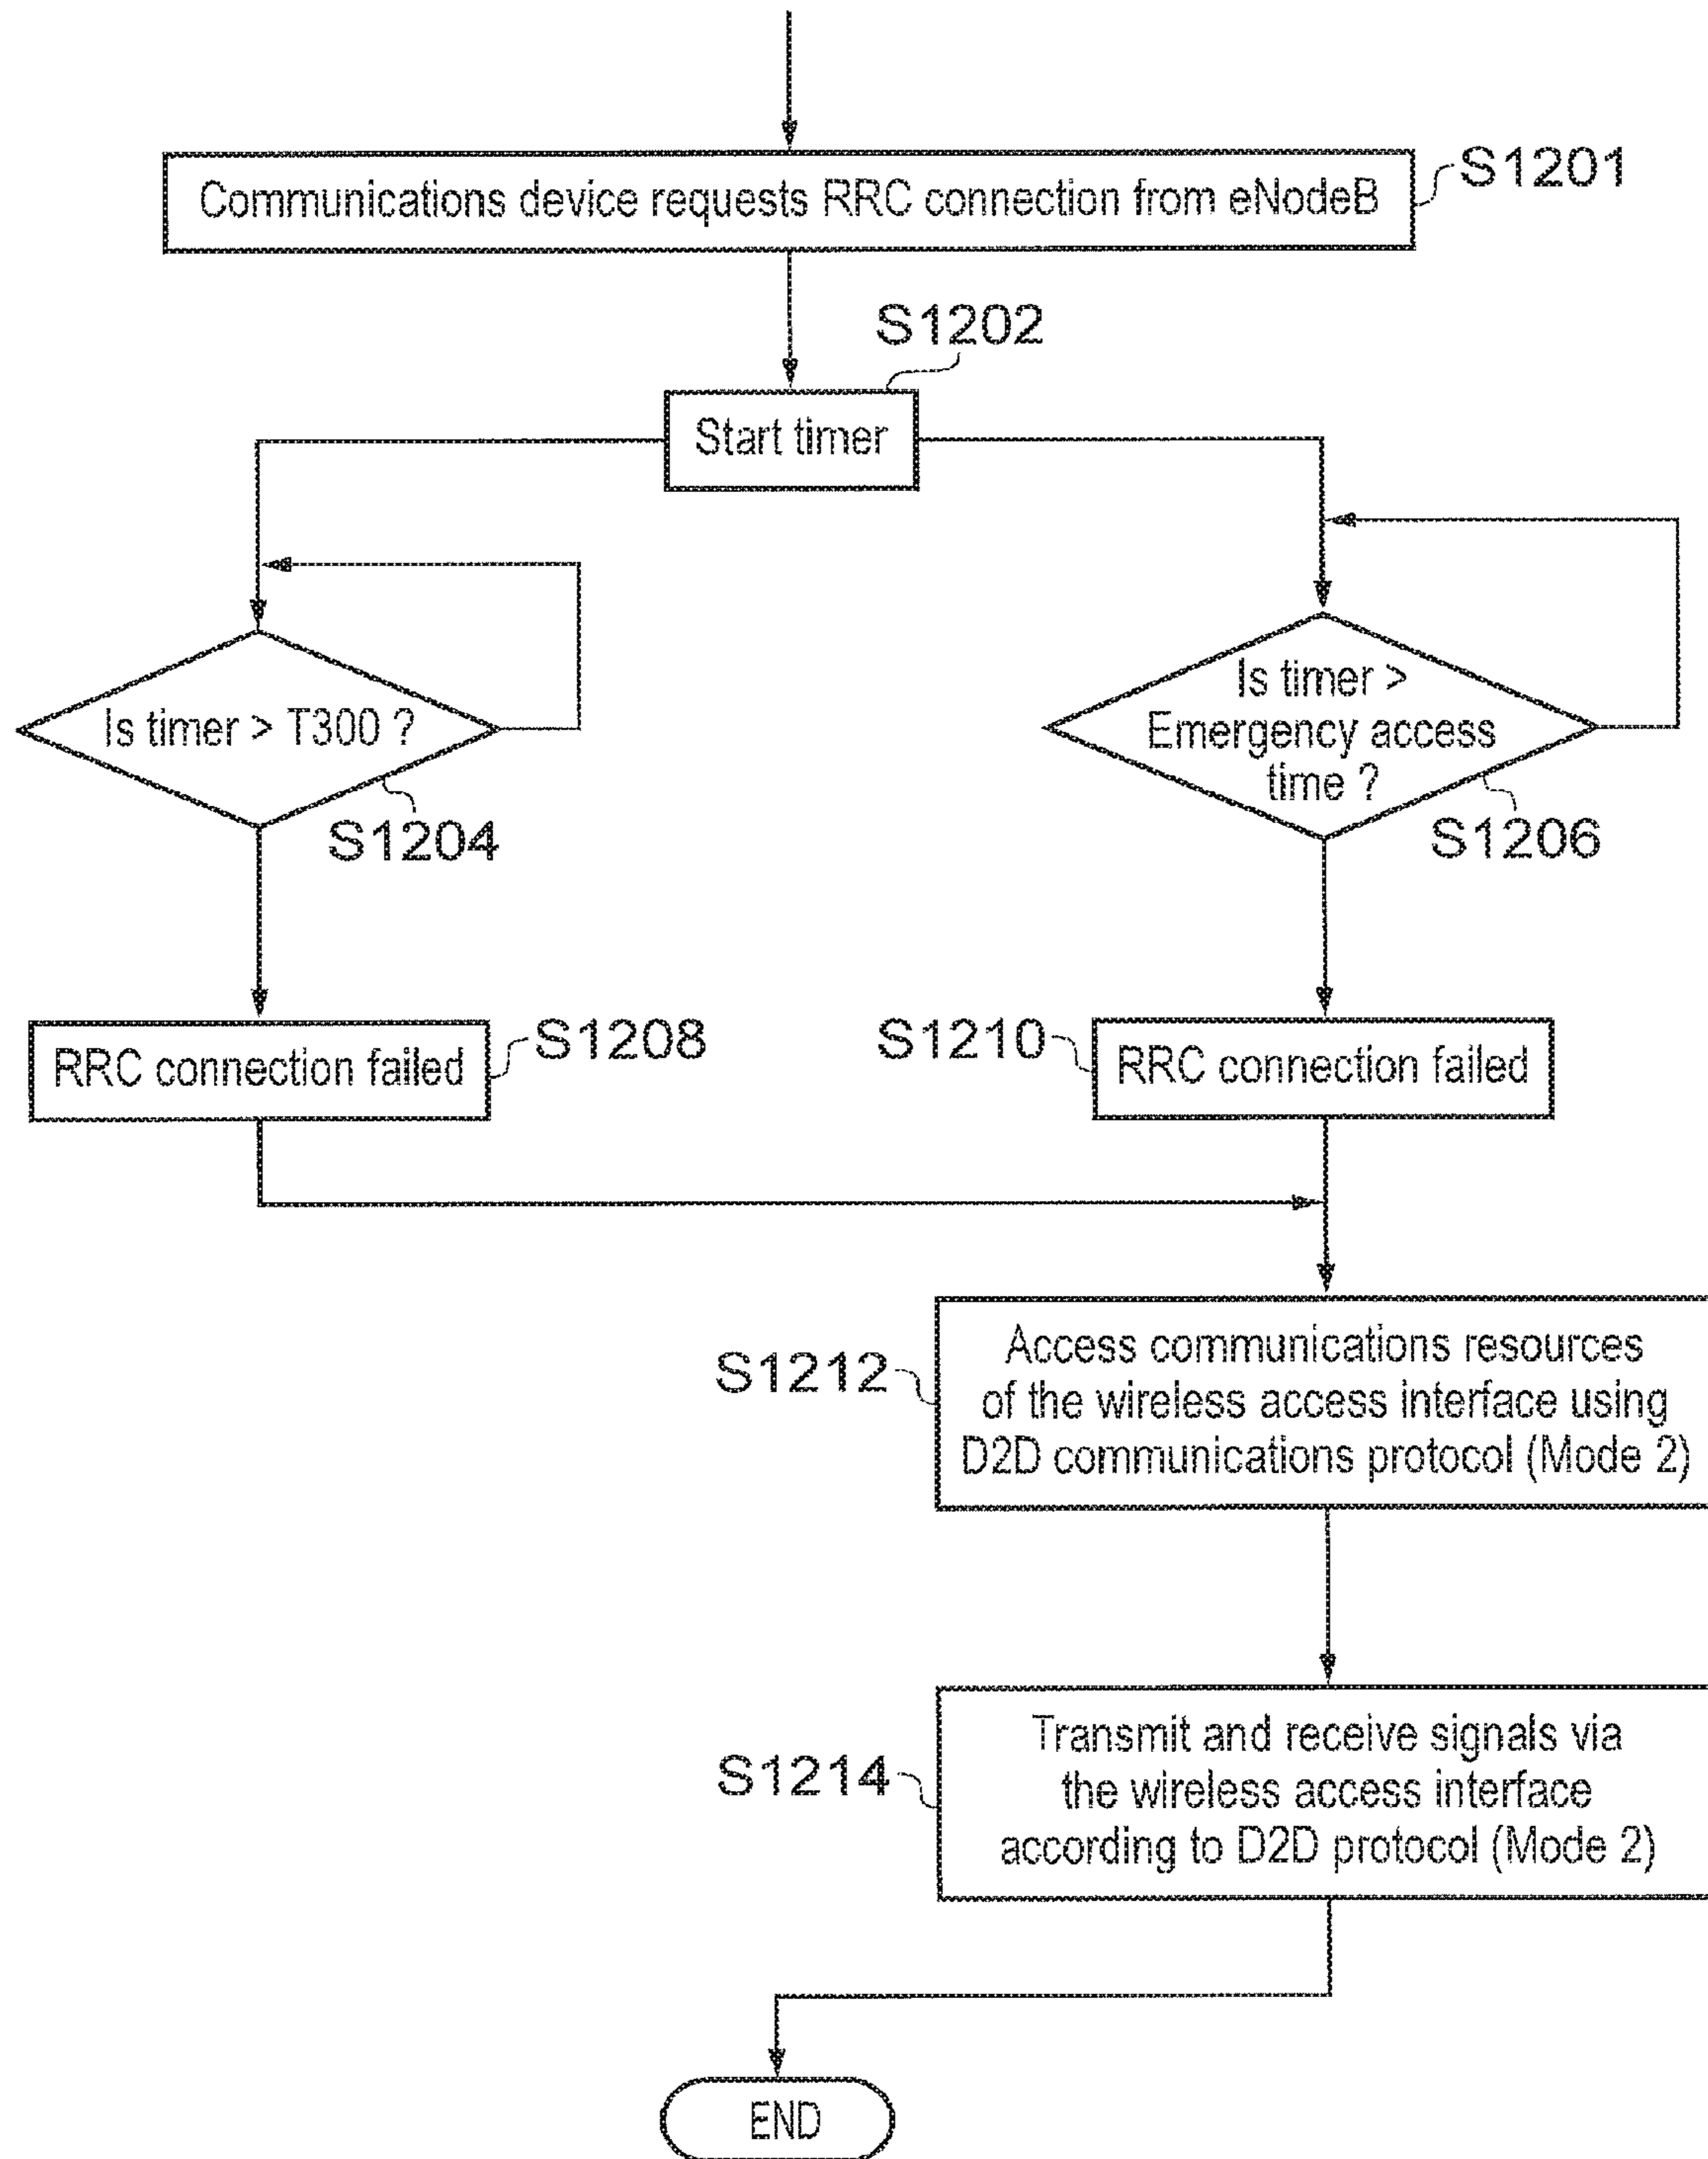 Communications device requests RRC connection from eNodeB
S1201
S1202
Start timer
Is timer > T300 ?
S1204
Is timer >
Emergency access
time ?
S1206
RRC connection failed
S1208
S1210
RRC connection failed
S1212
Access communications resources
of the wireless access interface using
D2D communications protocol (Mode 2)
S1214
Transmit and receive signals via
the wireless access interface
according to D2D protocol (Mode 2)
END